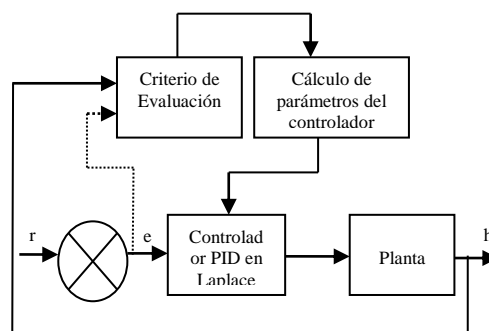 Criterio de
Evaluación
Cálculo de
parámetros del
controlador
r
e
Controlad
or PID en
Laplace
Planta
h